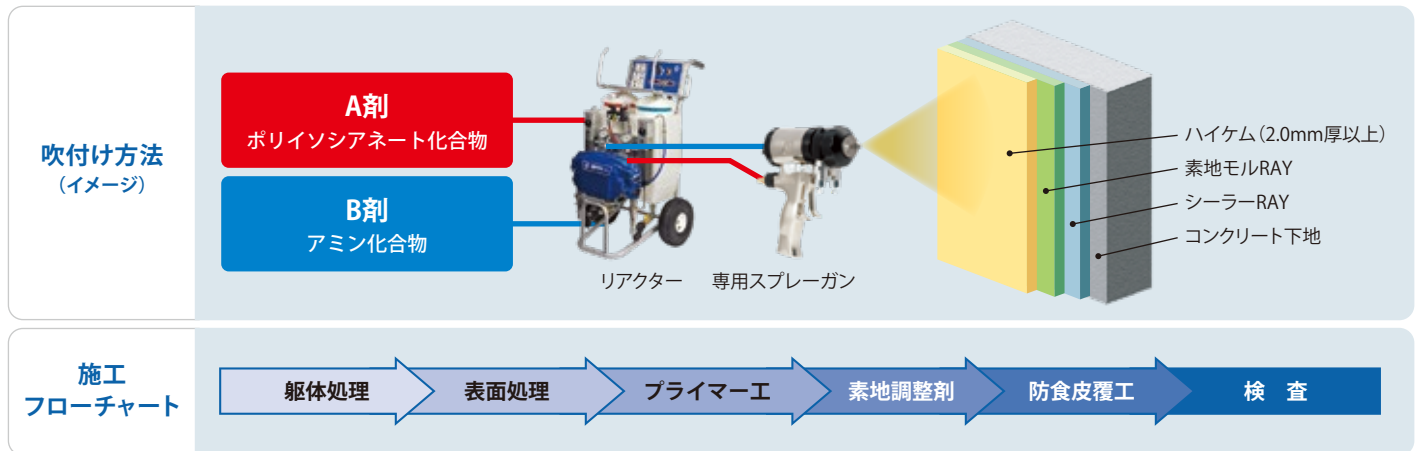 吹付け方法
（イメージ）
A剤
ポリイソシアネート化合物
B剤
アミン化合物
リアクター
専用スプレーガン
ハイケム（2.0mm厚以上）
素地モルRAY
シーラーRAY
コンクリート下地
施工
フローチャート
躯体処理
表面処理
プライマー工
素地調整剤
防食皮覆工
検　査